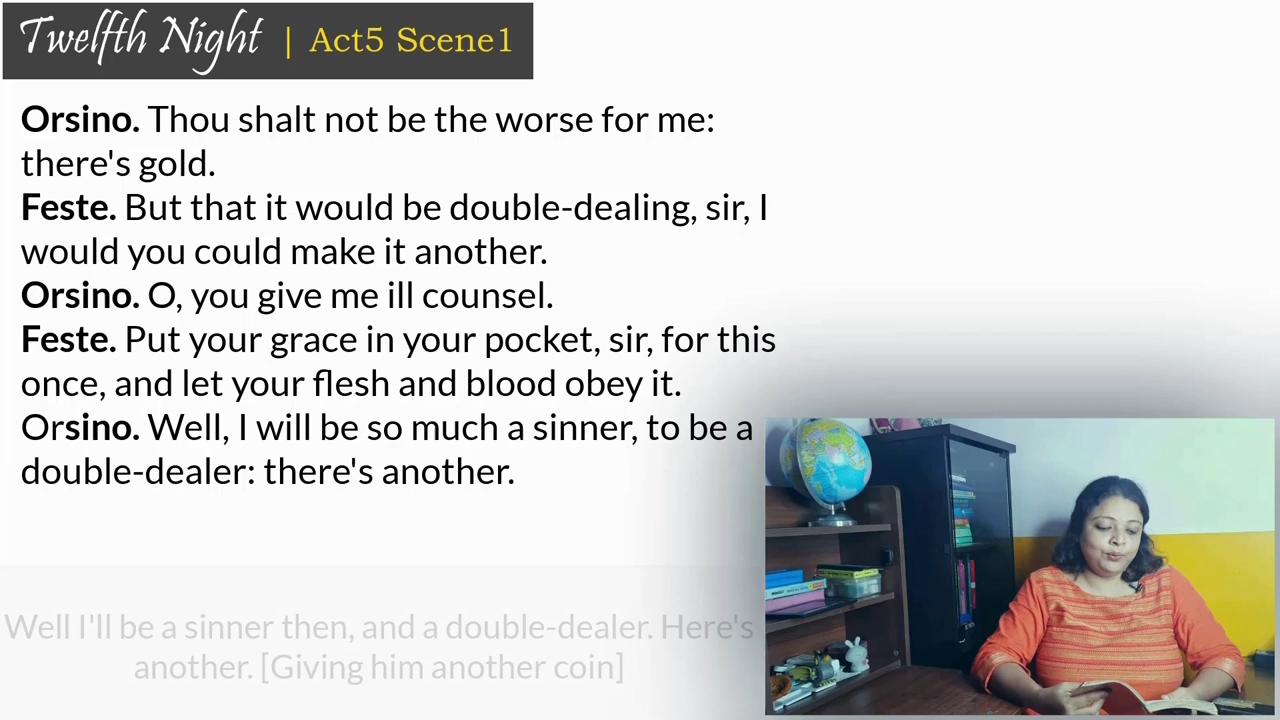 Twelfth Night | Act5 Scene1
Orsino. Thou shalt not be the worse for me:
there's gold.
Feste. But that it would be double-dealing, sir, I
would you could make it another.
Orsino. O, you give me ill counsel.
Feste. Put your grace in your pocket, sir, for this
once, and let your flesh and blood obey it.
Orsino. Well, I will be so much a sinner, to be a
double-dealer: there's another.
Well I'll be a sinner then, and a double-dealer. Here's
another. [Giving him another coin]